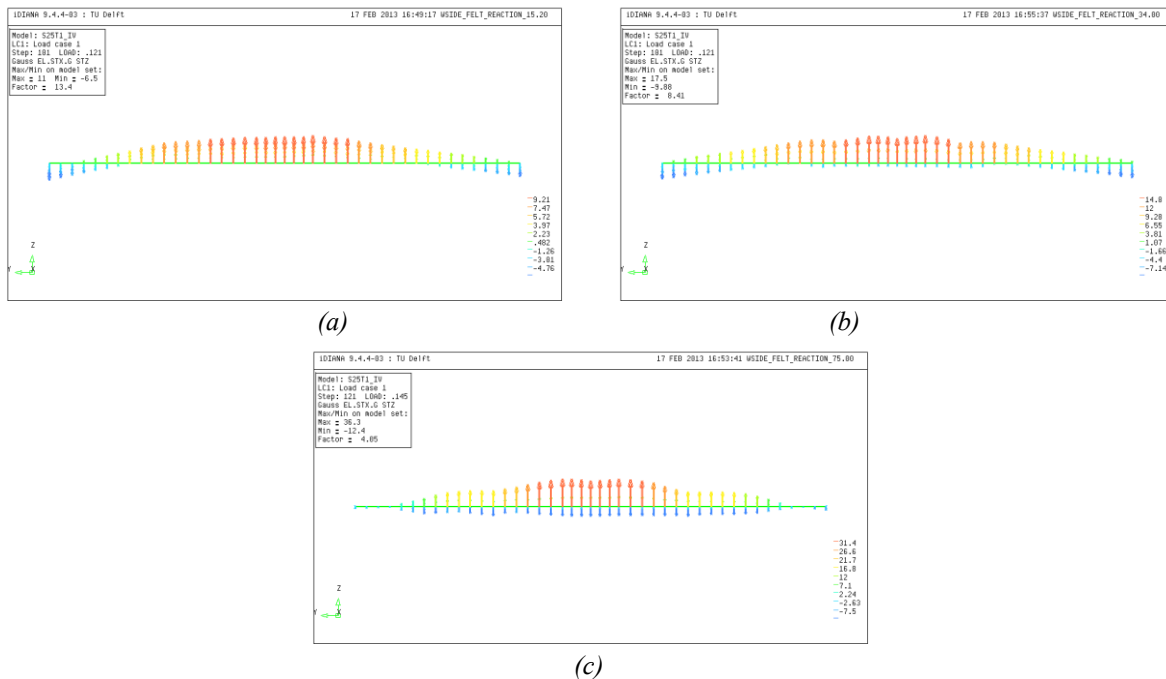 iDIANA 9.4.4-03 : TU Delft 17 FEB 2013 16:49:17 WSIDE_FELT_REACTION_15.20
Model: S25T1_IV
LC1: Load case 1
Step: 181 LOAD: .121
Gauss EL.STX.G STZ
Max/Min on model set:
Max = 11 Min = -6.5
Factor = 13.4
9.21
7.47
5.72
3.97
2.23
.482
-1.26
-3.01
-4.76
Z
Y X
(a)
iDIANA 9.4.4-03 : TU Delft 17 FEB 2013 16:55:37 WSIDE_FELT_REACTION_34.00
Model: S25T1_IV
LC1: Load case 1
Step: 181 LOAD: .121
Gauss EL.STX.G STZ
Max/Min on model set:
Max = 17.5
Min = -9.88
Factor = 8.41
14.8
12
9.28
6.55
3.81
1.07
-1.66
-4.4
-7.14
Z
Y X
(b)
iDIANA 9.4.4-03 : TU Delft 17 FEB 2013 16:53:41 WSIDE_FELT_REACTION_75.00
Model: S25T1_IV
LC1: Load case 1
Step: 121 LOAD: .145
Gauss EL.STX.G STZ
Max/Min on model set:
Max = 36.3
Min = -12.4
Factor = 4.05
31.4
26.6
21.7
16.8
12
7.1
2.24
-2.63
-7.5
Z
Y X
(c)